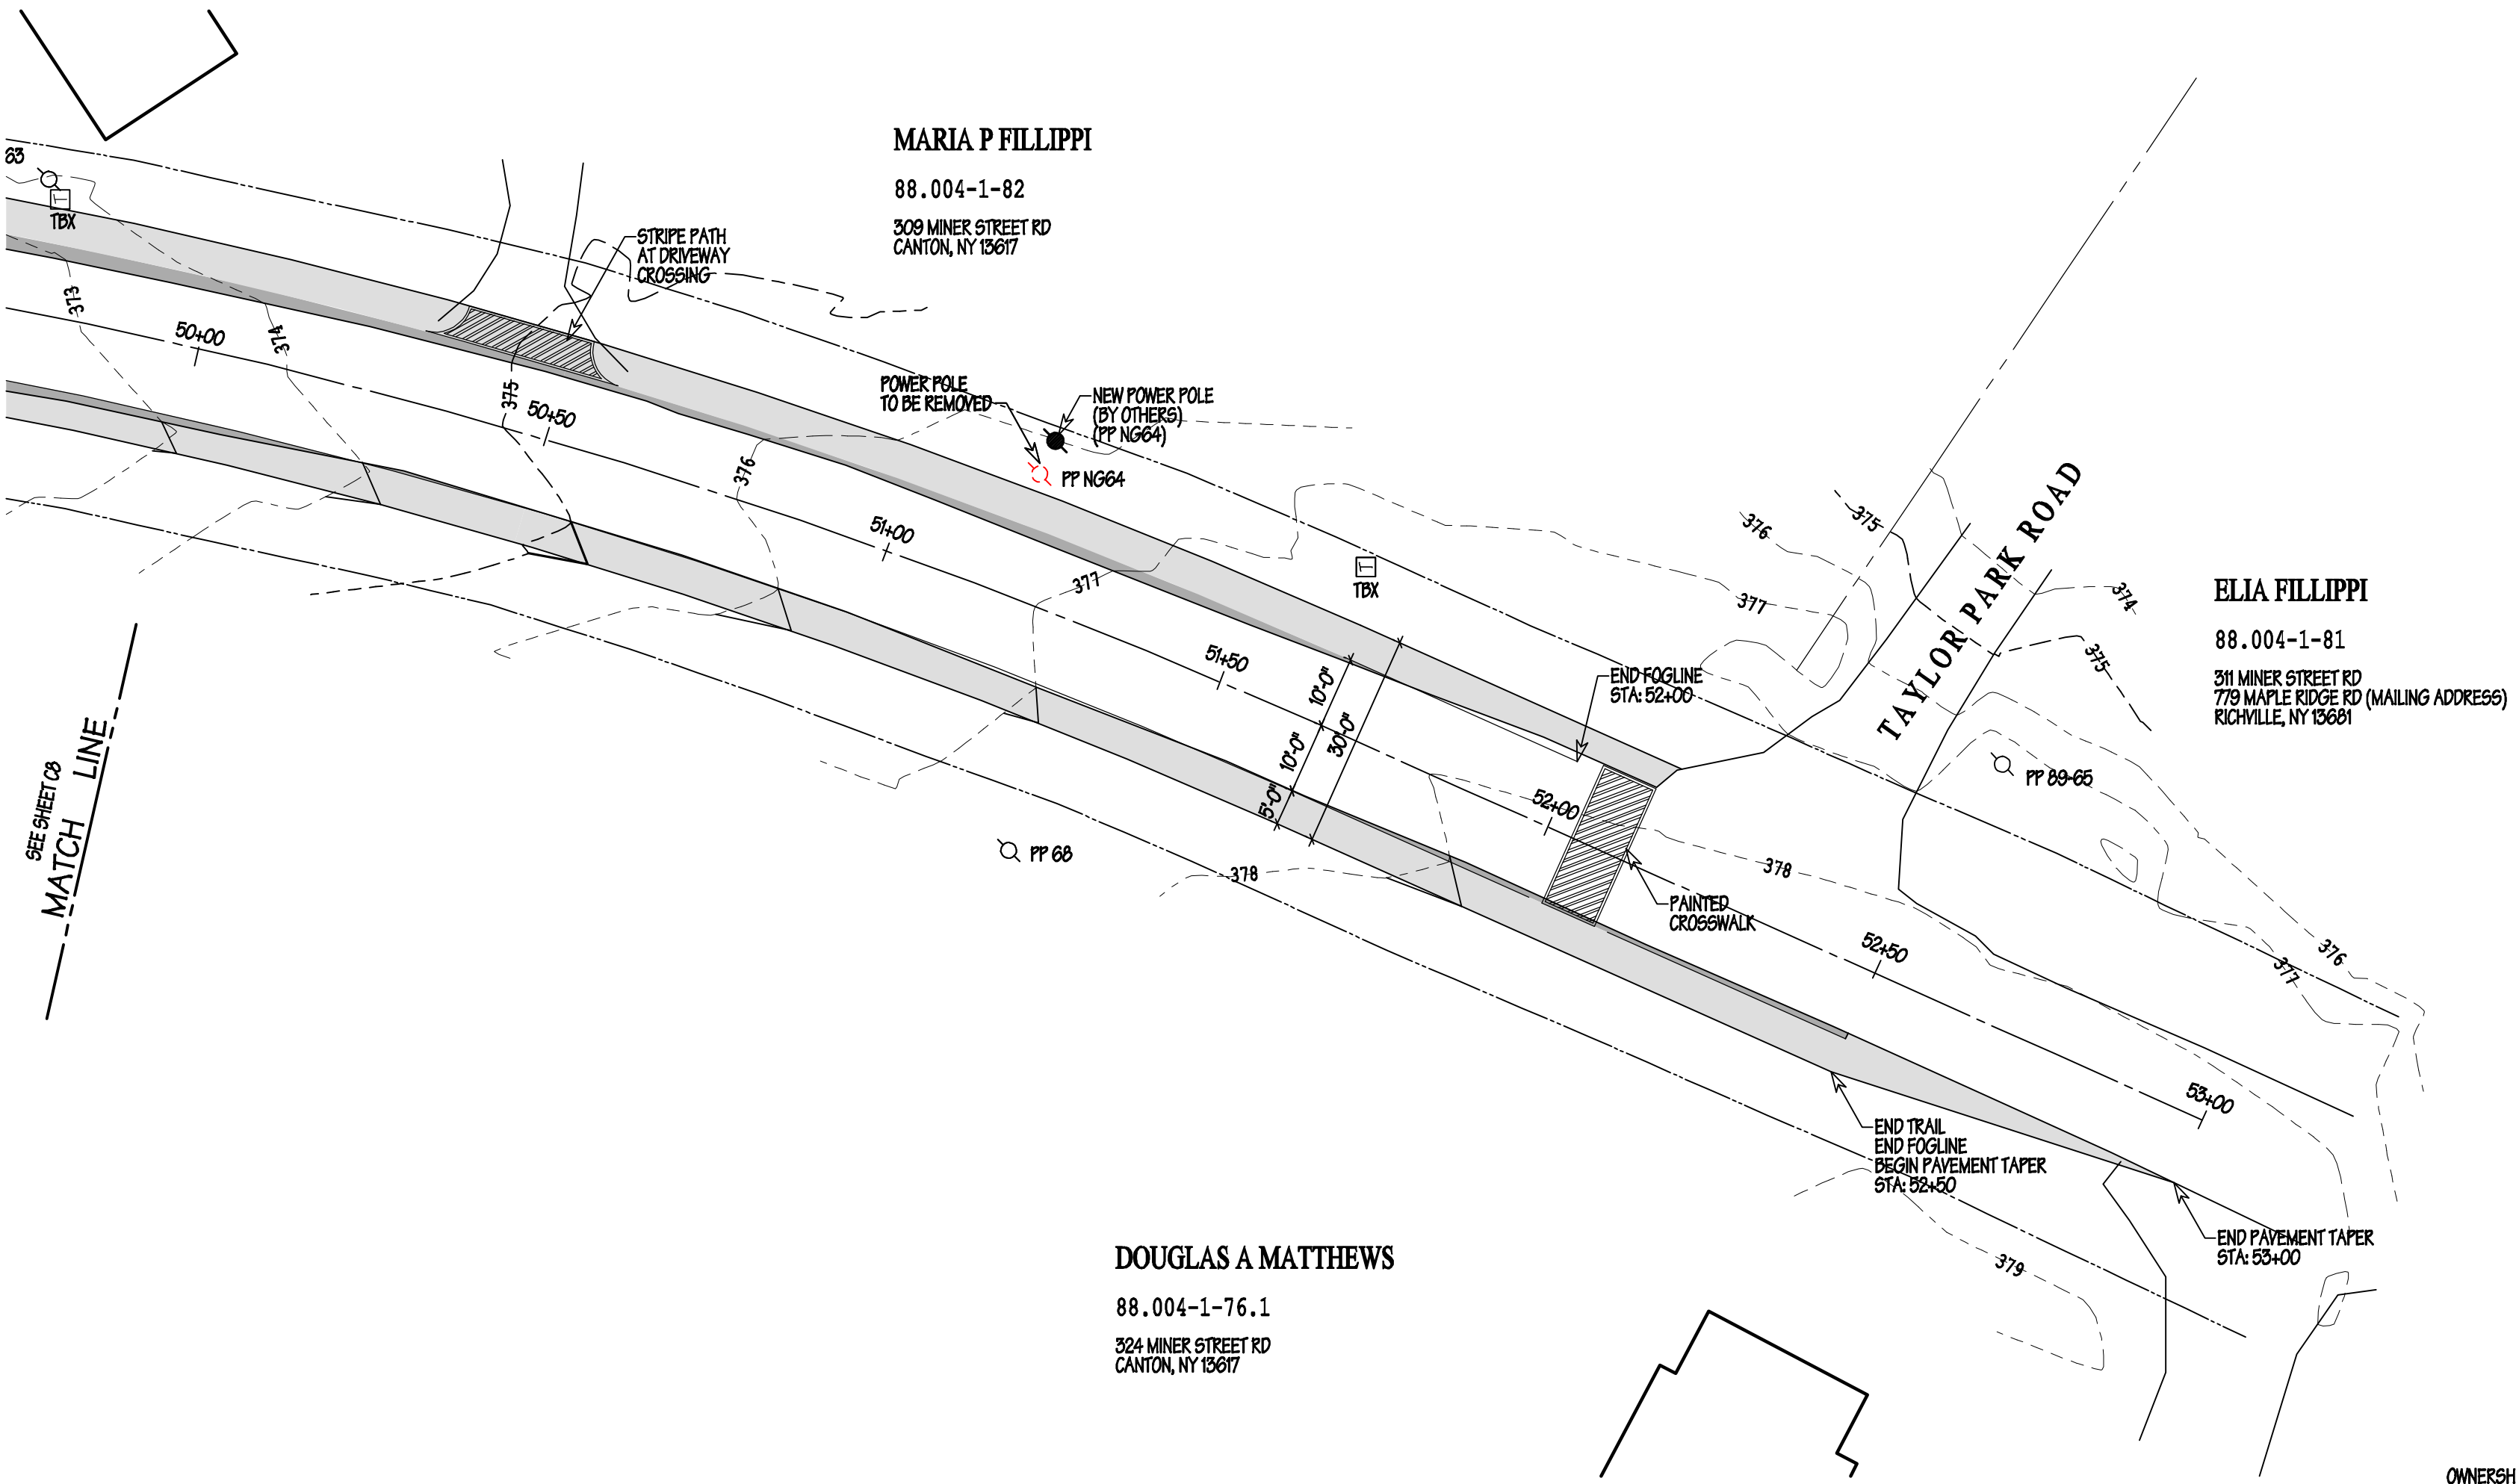 MARIA P FILLIPPI
88.004-1-82
309 MINER STREET RD
CANTON, NY 13617
63
TBX
STRIPE PATH
AT DRIVEWAY
CROSSING
373
50+00
374
375
50+50
POWER POLE
TO BE REMOVED
NEW POWER POLE
(BY OTHERS)
(PP NG64)
PP NG64
376
51+00
377
T
TBX
376
375
377
TAYLOR PARK ROAD
374
375
ELIA FILLIPPI
88.004-1-81
311 MINER STREET RD
779 MAPLE RIDGE RD (MAILING ADDRESS)
RICHVILLE, NY 13681
51+50
10'-0"
10'-0"
5'-0"
30'-0"
END FOGLINE
STA: 52+00
PP 89-65
52+00
SEE SHEET C8
MATCH LINE
PP 68
378
378
PAINTED
CROSSWALK
52+50
376
377
53+00
END TRAIL
END FOGLINE
BEGIN PAVEMENT TAPER
STA: 52+50
END PAVEMENT TAPER
STA: 53+00
379
DOUGLAS A MATTHEWS
88.004-1-76.1
324 MINER STREET RD
CANTON, NY 13617
T
OWNERSH